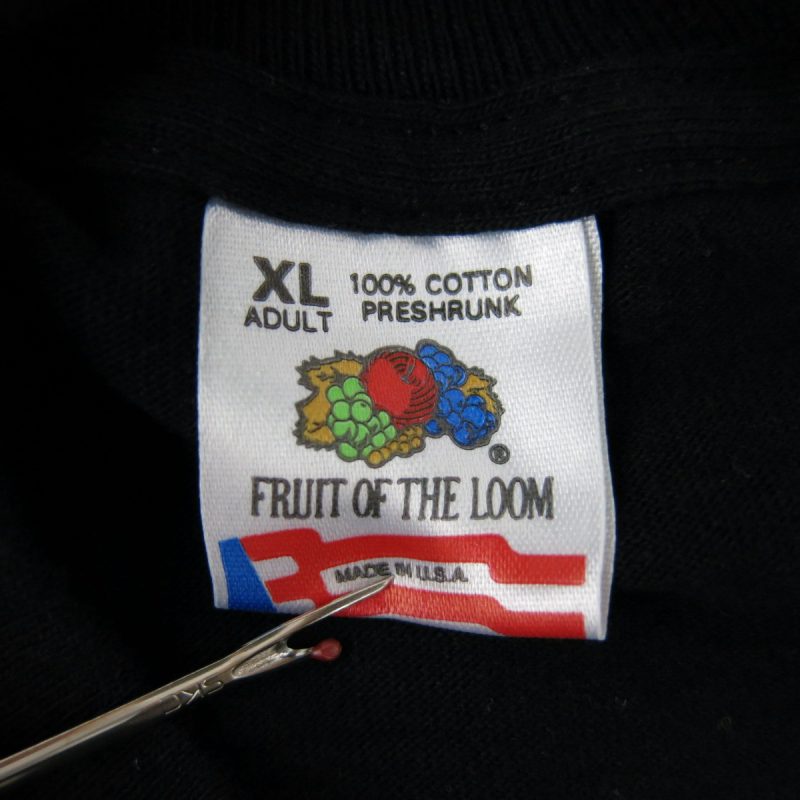 XL 100% COTTON
ADULT PRESHRUNK
®
FRUIT OF THE LOOM
MADE IN U.S.A.